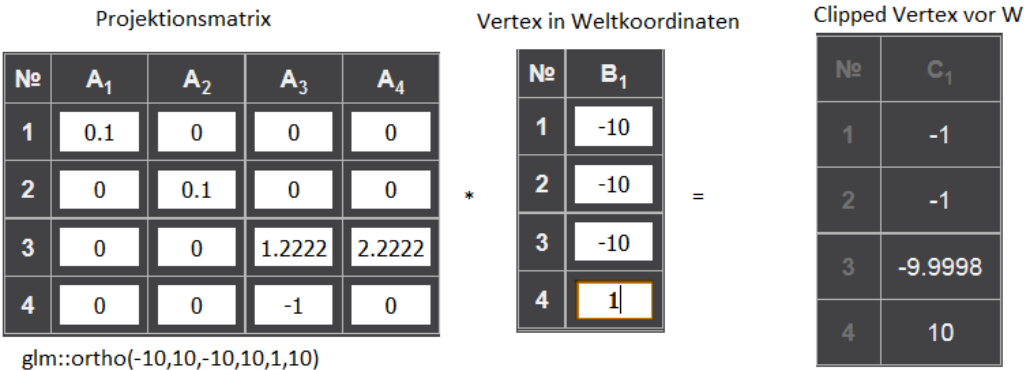 Projektionsmatrix
Vertex in Weltkoordinaten
Clipped Vertex vor W
№ A₁ A₂ A₃ A₄
1 0.1 0 0 0
2 0 0.1 0 0
3 0 0 1.2222 2.2222
4 0 0 -1 0
glm::ortho(-10,10,-10,10,1,10)
*
№ B₁
1 -10
2 -10
3 -10
4 1
=
№ C₁
1 -1
2 -1
3 -9.9998
4 10